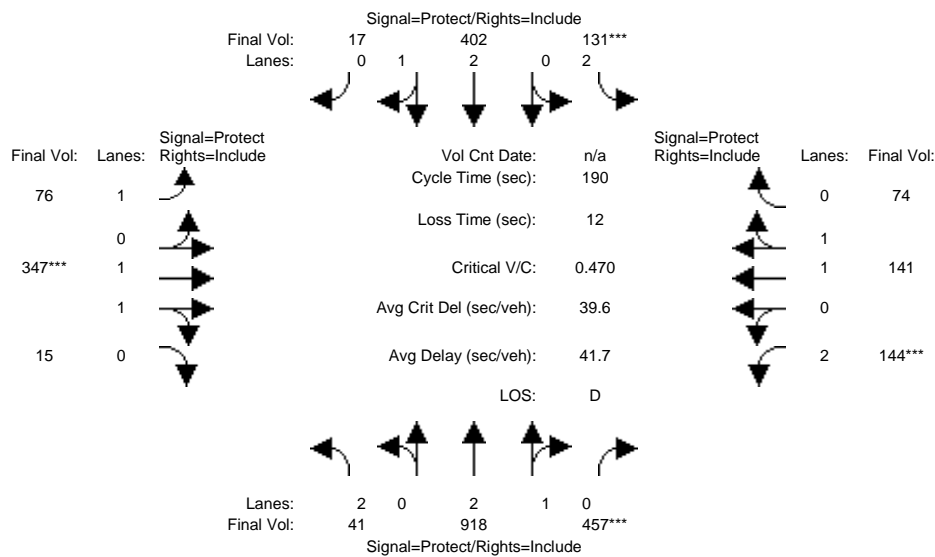 Signal=Protect/Rights=Include
Final Vol: 17 402 131***
Lanes: 0 1 2 0 2
Signal=Protect
Final Vol: Lanes: Rights=Include
Vol Cnt Date: n/a
Signal=Protect
Rights=Include Lanes: Final Vol:
Cycle Time (sec): 190
76 1
0 74
Loss Time (sec): 12
0
1
347*** 1
Critical V/C: 0.470
1 141
1
Avg Crit Del (sec/veh): 39.6
0
15 0
Avg Delay (sec/veh): 41.7
2 144***
LOS: D
Lanes: 2 0 2 1 0
Final Vol: 41 918 457***
Signal=Protect/Rights=Include